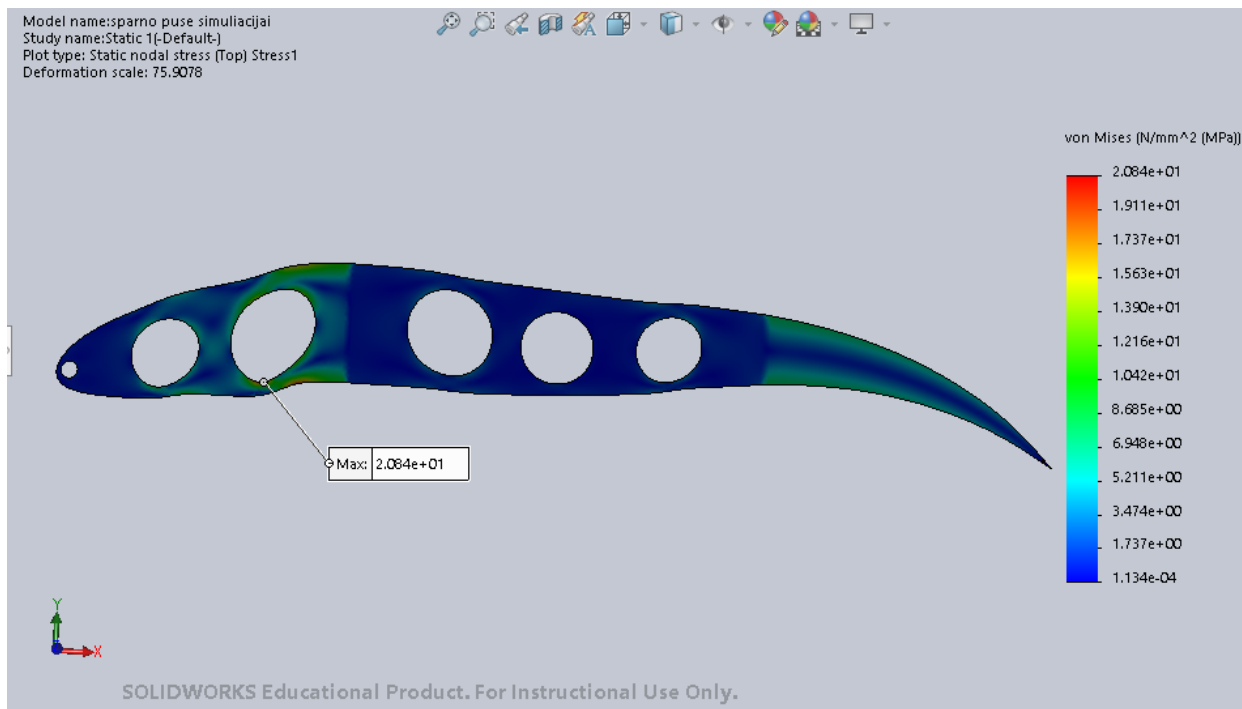 Model name:sparno puse simuliacijai
Study name:Static 1(-Default-)
Plot type: Static nodal stress (Top) Stress1
Deformation scale: 75.9078
von Mises (N/mm^2 (MPa))
2.084e+01
1.911e+01
1.737e+01
1.563e+01
1.390e+01
1.216e+01
1.042e+01
8.685e+00
6.948e+00
5.211e+00
3.474e+00
1.737e+00
1.134e-04
Max: 2.084e+01
Y
X
SOLIDWORKS Educational Product. For Instructional Use Only.